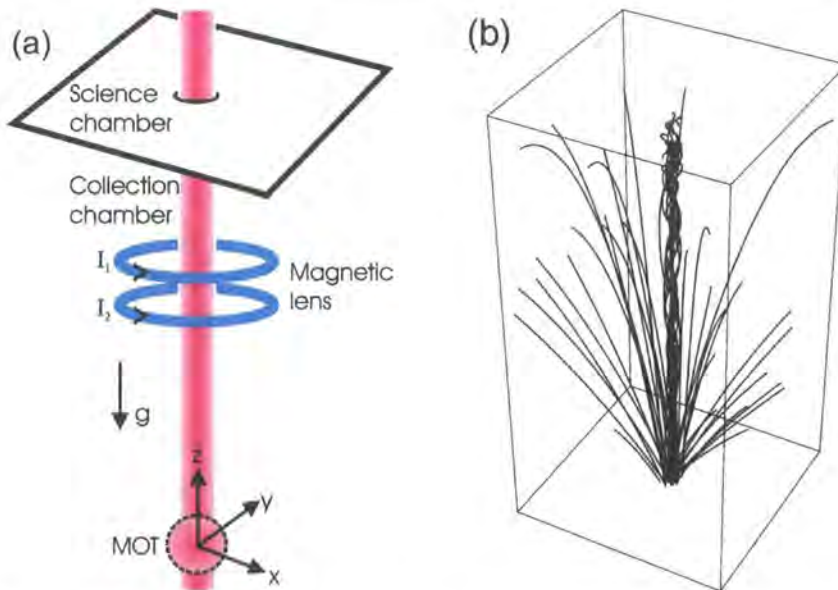 (a)
Science
chamber
Collection
chamber
I₁
I₂
Magnetic
lens
g
z
y
MOT
x
(b)